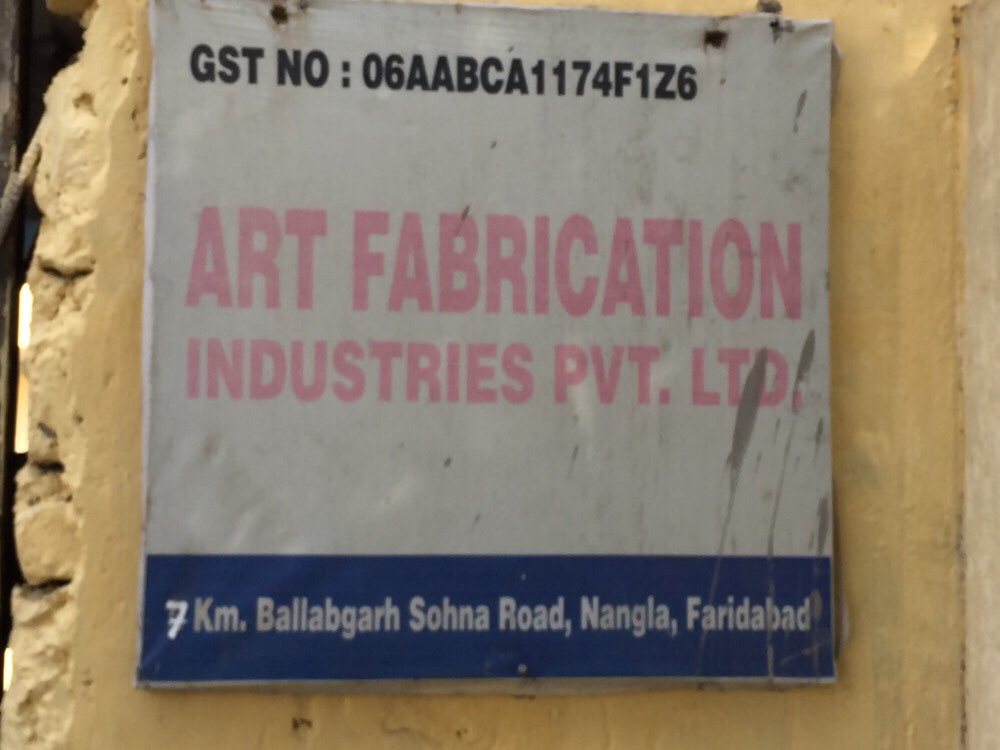 GST NO : 06AABCA1174F1Z6
ART FABRICATION
INDUSTRIES PVT. LTD.
7 Km. Ballabgarh Sohna Road, Nangla, Faridabad